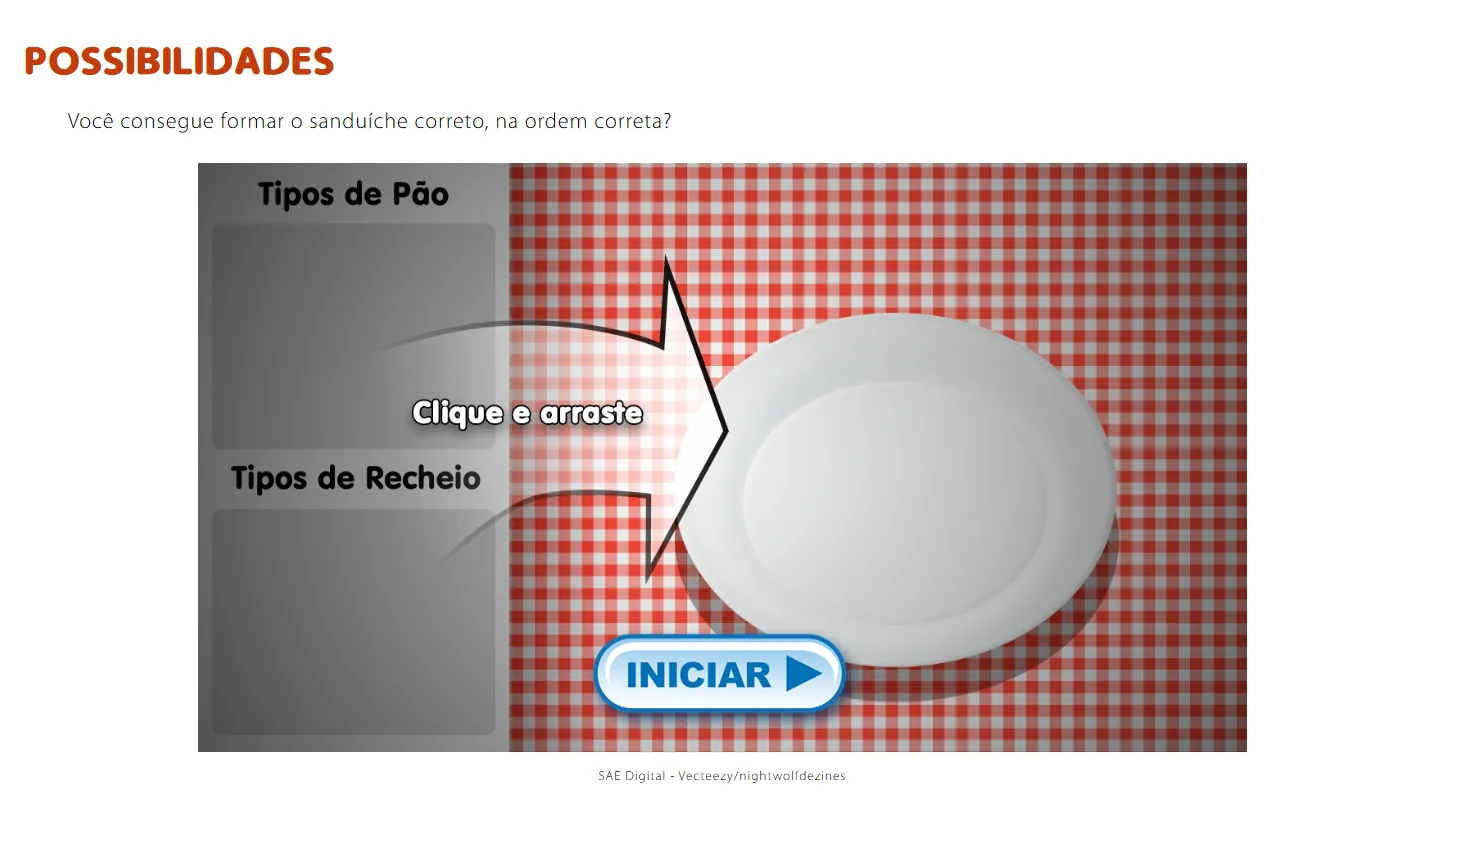 POSSIBILIDADES
Você consegue formar o sanduíche correto, na ordem correta?
Tipos de Pão
Clique e arraste
Tipos de Recheio
INICIAR
SAE Digital - Vecteezy/nightwolfdezines